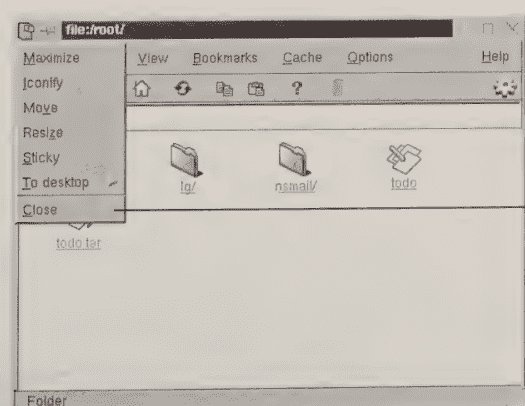 file:/root/
Maximize
View Bookmarks Cache Options Help
Iconify
Move
?
Resize
Sticky
To desktop
lg/ nsmail/ todo
Close
todo.tar
Folder